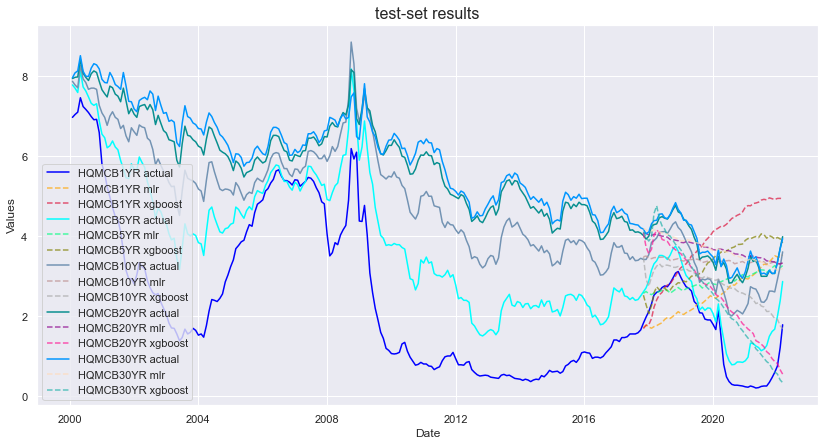 test-set results
Values
8
6
4
2
0
HQMCB1YR actual
HQMCB1YR mlr
HQMCB1YR xgboost
HQMCB5YR actual
HQMCB5YR mlr
HQMCB5YR xgboost
HQMCB10YR actual
HQMCB10YR mlr
HQMCB10YR xgboost
HQMCB20YR actual
HQMCB20YR mlr
HQMCB20YR xgboost
HQMCB30YR actual
HQMCB30YR mlr
HQMCB30YR xgboost
2000 2004 2008 2012 2016 2020
Date